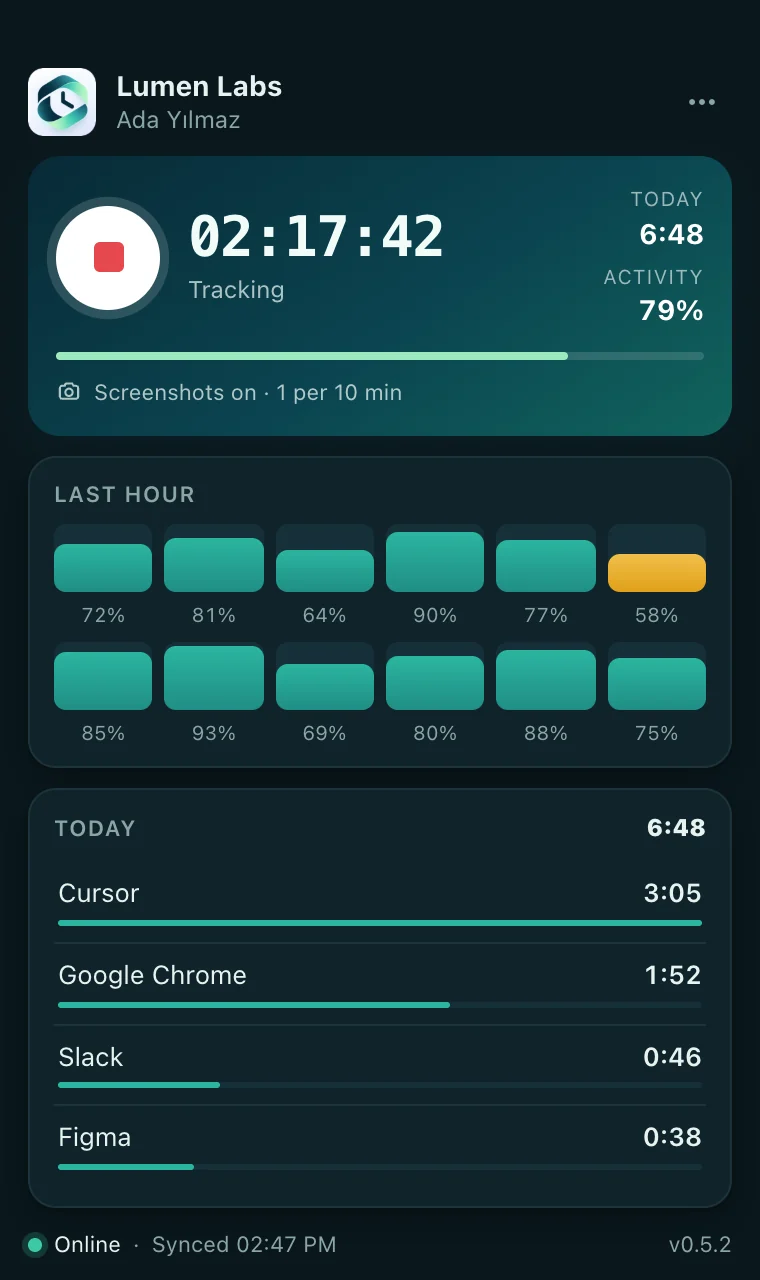 Lumen Labs
Ada Yılmaz
02:17:42
Tracking
TODAY
6:48
ACTIVITY
79%
Screenshots on · 1 per 10 min
LAST HOUR
72% 81% 64% 90% 77% 58%
85% 93% 69% 80% 88% 75%
TODAY 6:48
Cursor 3:05
Google Chrome 1:52
Slack 0:46
Figma 0:38
Online · Synced 02:47 PM v0.5.2